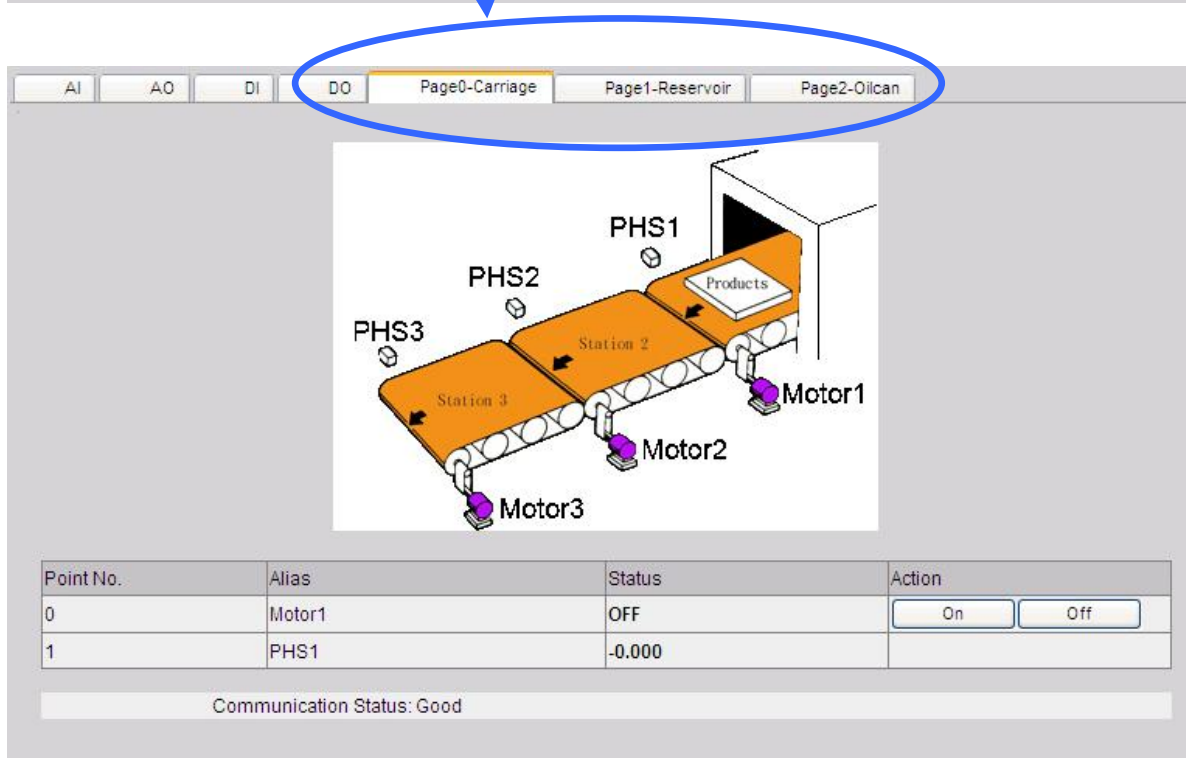 AI AO DI DO Page0-Carriage Page1-Reservoir Page2-Oilcan
PHS1
PHS2
Products
PHS3
Station 2
Motor1
Station 3
Motor2
Motor3
Point No. Alias Status Action
0 Motor1 OFF On Off
1 PHS1 -0.000
Communication Status: Good